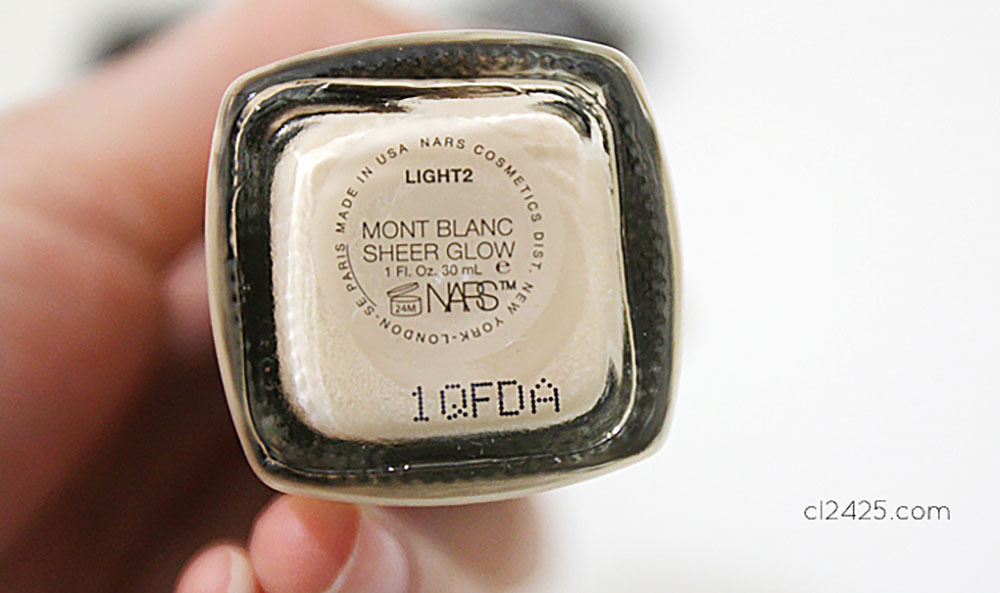 MADE IN USA NARS COSMETICS DIST. NEW YORK-LONDON-SE PARIS
LIGHT2
MONT BLANC
SHEER GLOW
1 Fl. Oz. 30 mL e
24M NARS™
1QFDA
cl2425.com